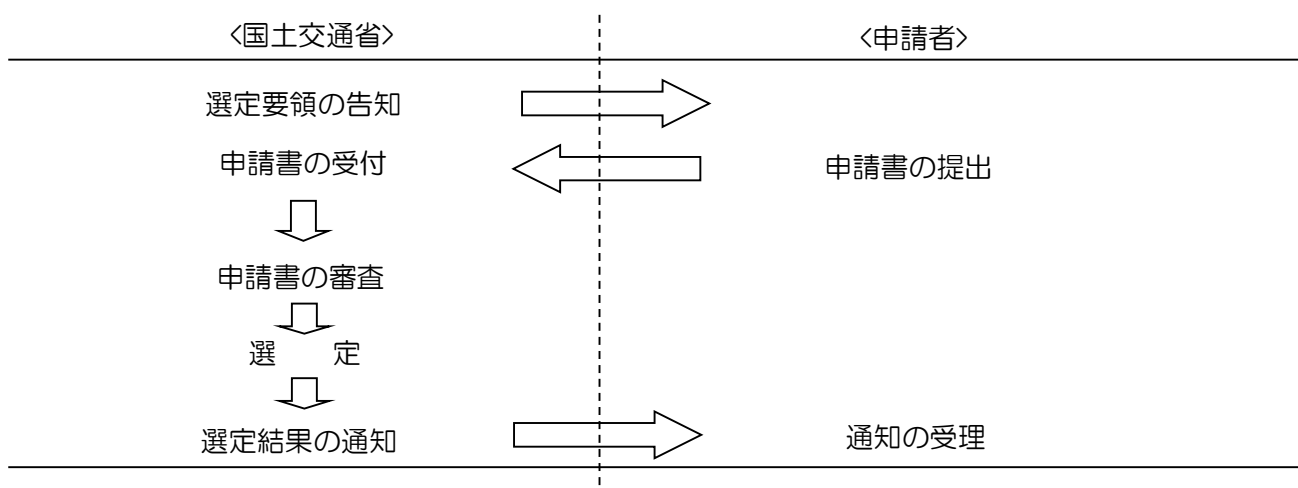 <国土交通省> <申請者>
選定要領の告知
申請書の受付 申請書の提出
申請書の審査
選 定
選定結果の通知 通知の受理